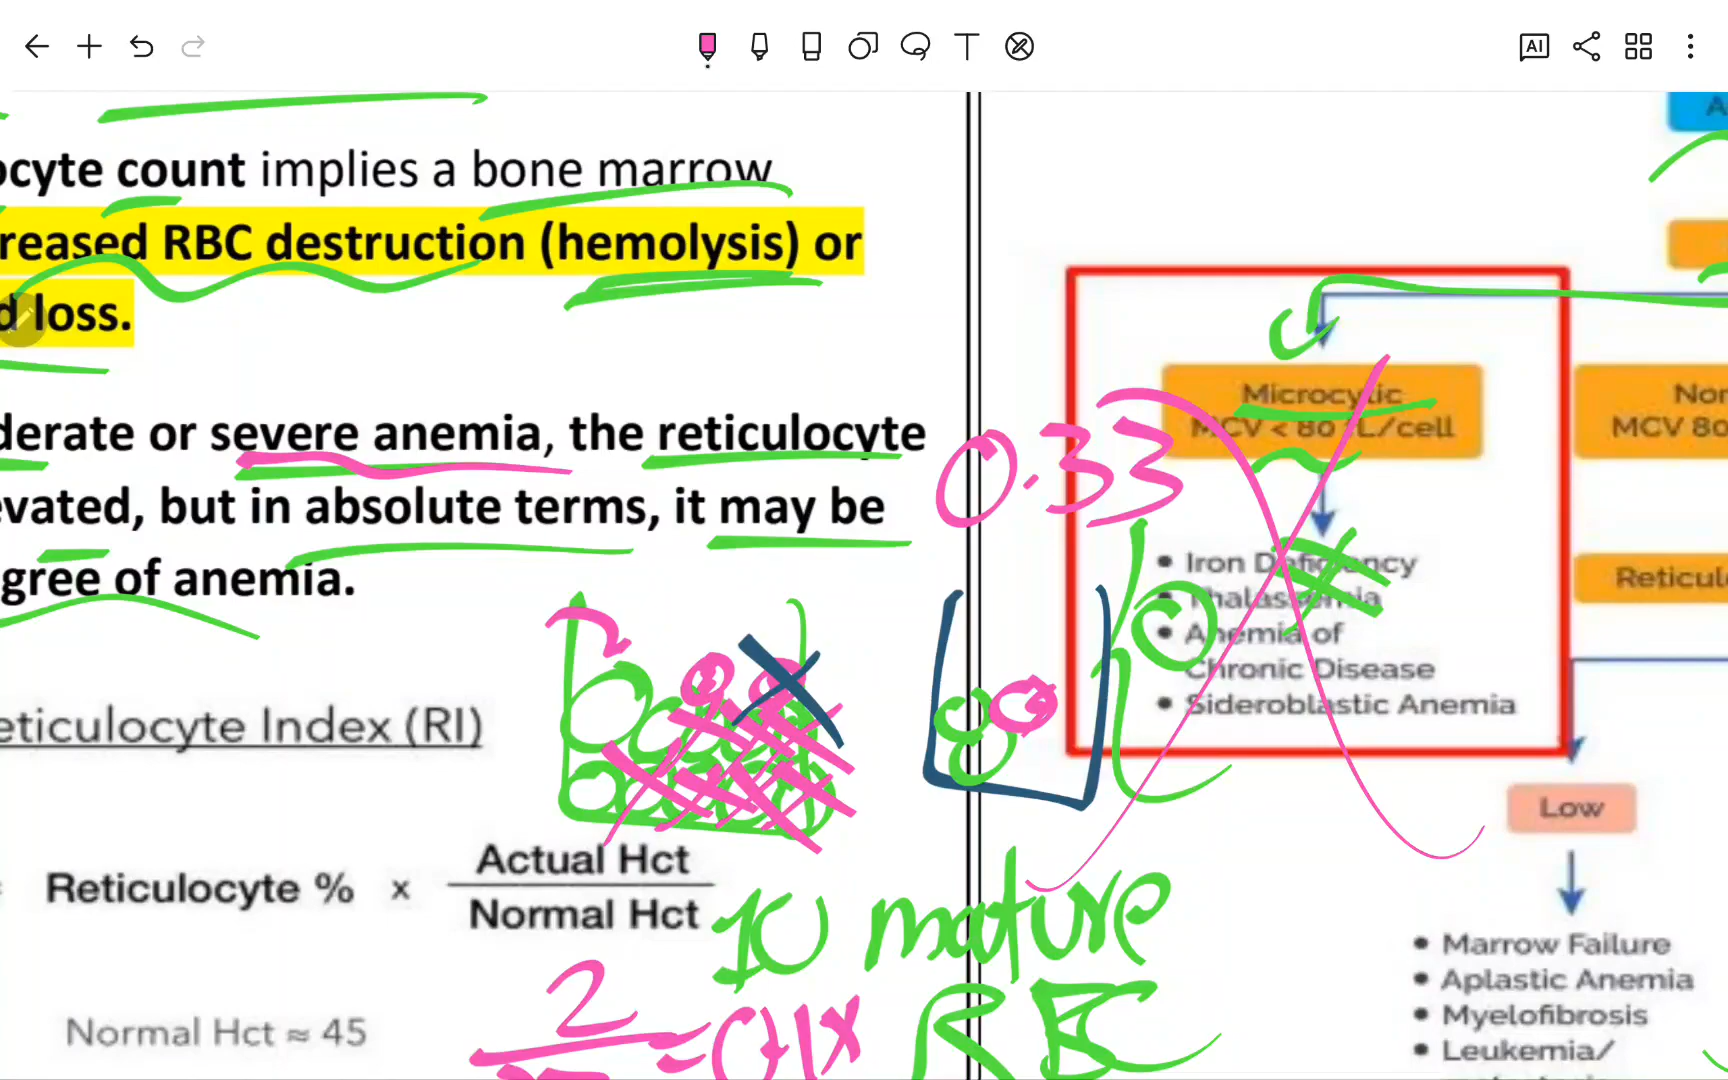 AI
ocyte count implies a bone marrow
reased RBC destruction (hemolysis) or
d loss.
derate or severe anemia, the reticulocyte
evated, but in absolute terms, it may be
gree of anemia.
eticulocyte Index (RI)
Reticulocyte % x Actual Hct
Normal Hct
Normal Hct ≈ 45
10 mature
RBC
2
0.33
A
Microcytic
MCV < 80 fL/cell
Nor
MCV 80
• Iron Deficiency
• Thalassemia
• Anemia of
Chronic Disease
• Sideroblastic Anemia
Reticul
Low
• Marrow Failure
• Aplastic Anemia
• Myelofibrosis
• Leukemia/